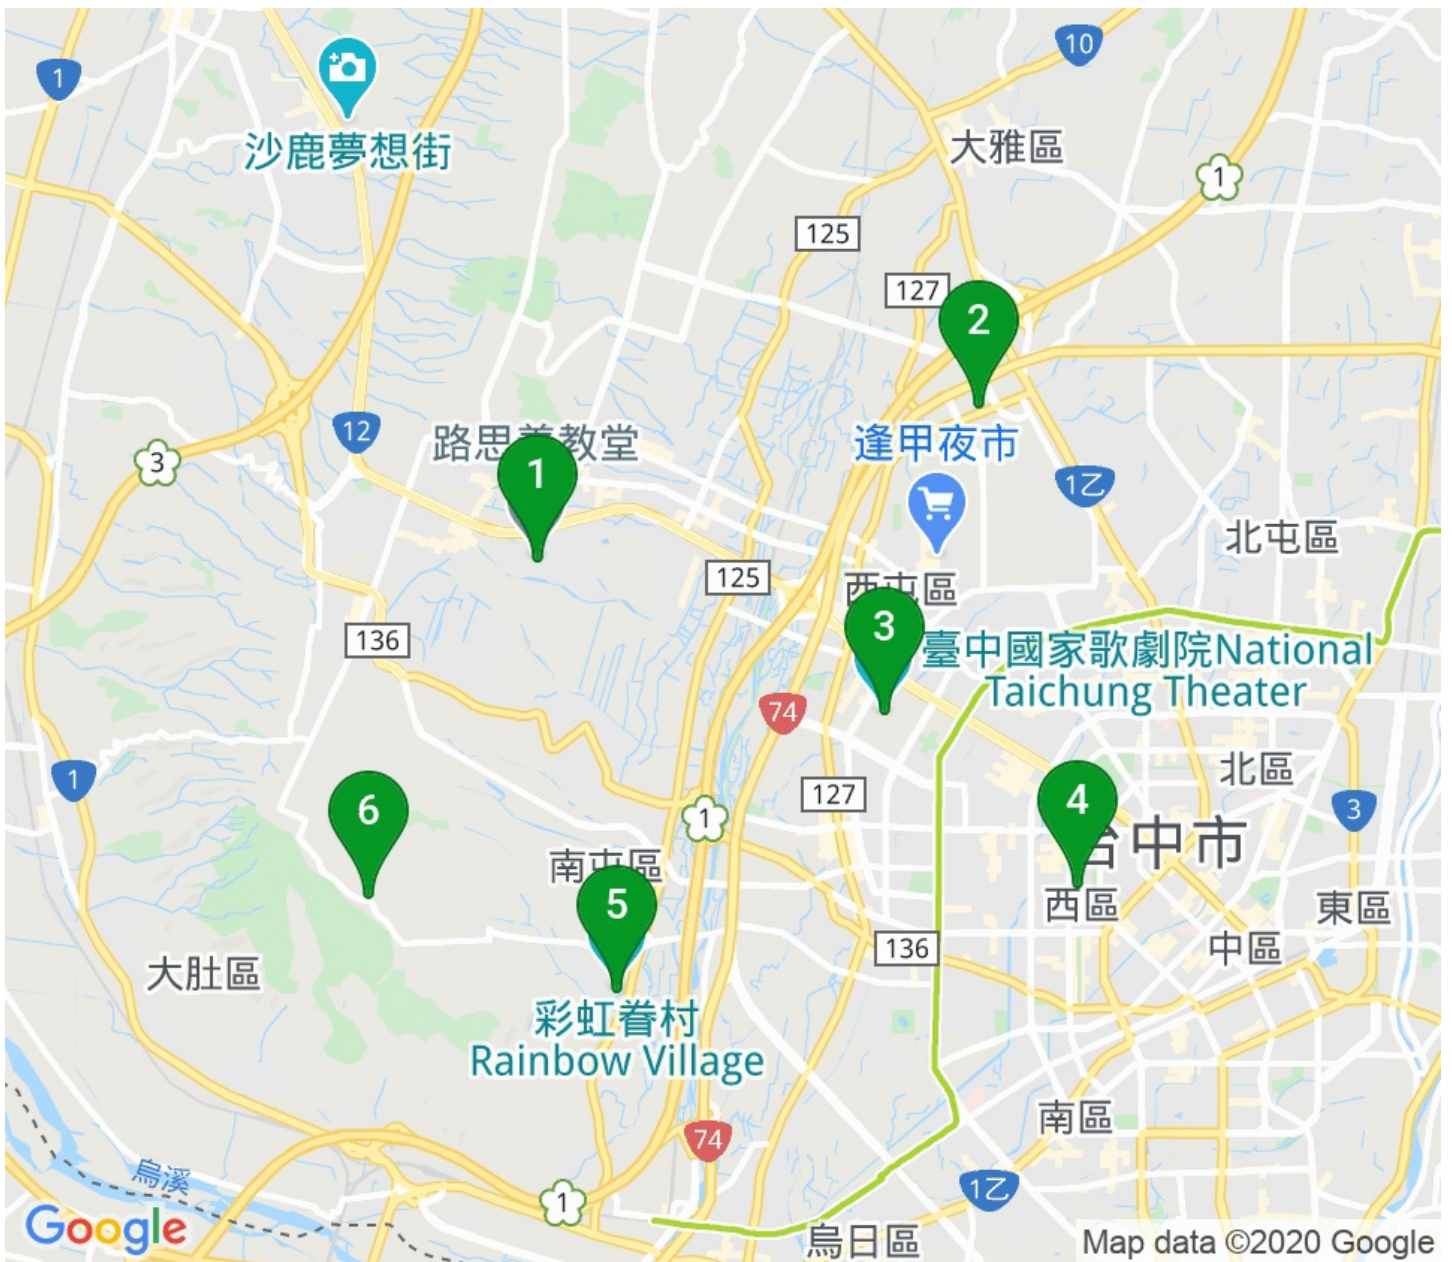 10
1
沙鹿夢想街
大雅區
1
125
127
2
12
路思義教堂
逢甲夜市
3
1
1乙
北屯區
125
西屯區
3
136
臺中國家歌劇院National
Taichung Theater
74
1
北區
127
4
3
6
1
台中市
南屯區
5
西區
東區
136
中區
大肚區
彩虹眷村
Rainbow Village
南區
74
烏溪
1乙
1
Google
烏日區
Map data ©2020 Google